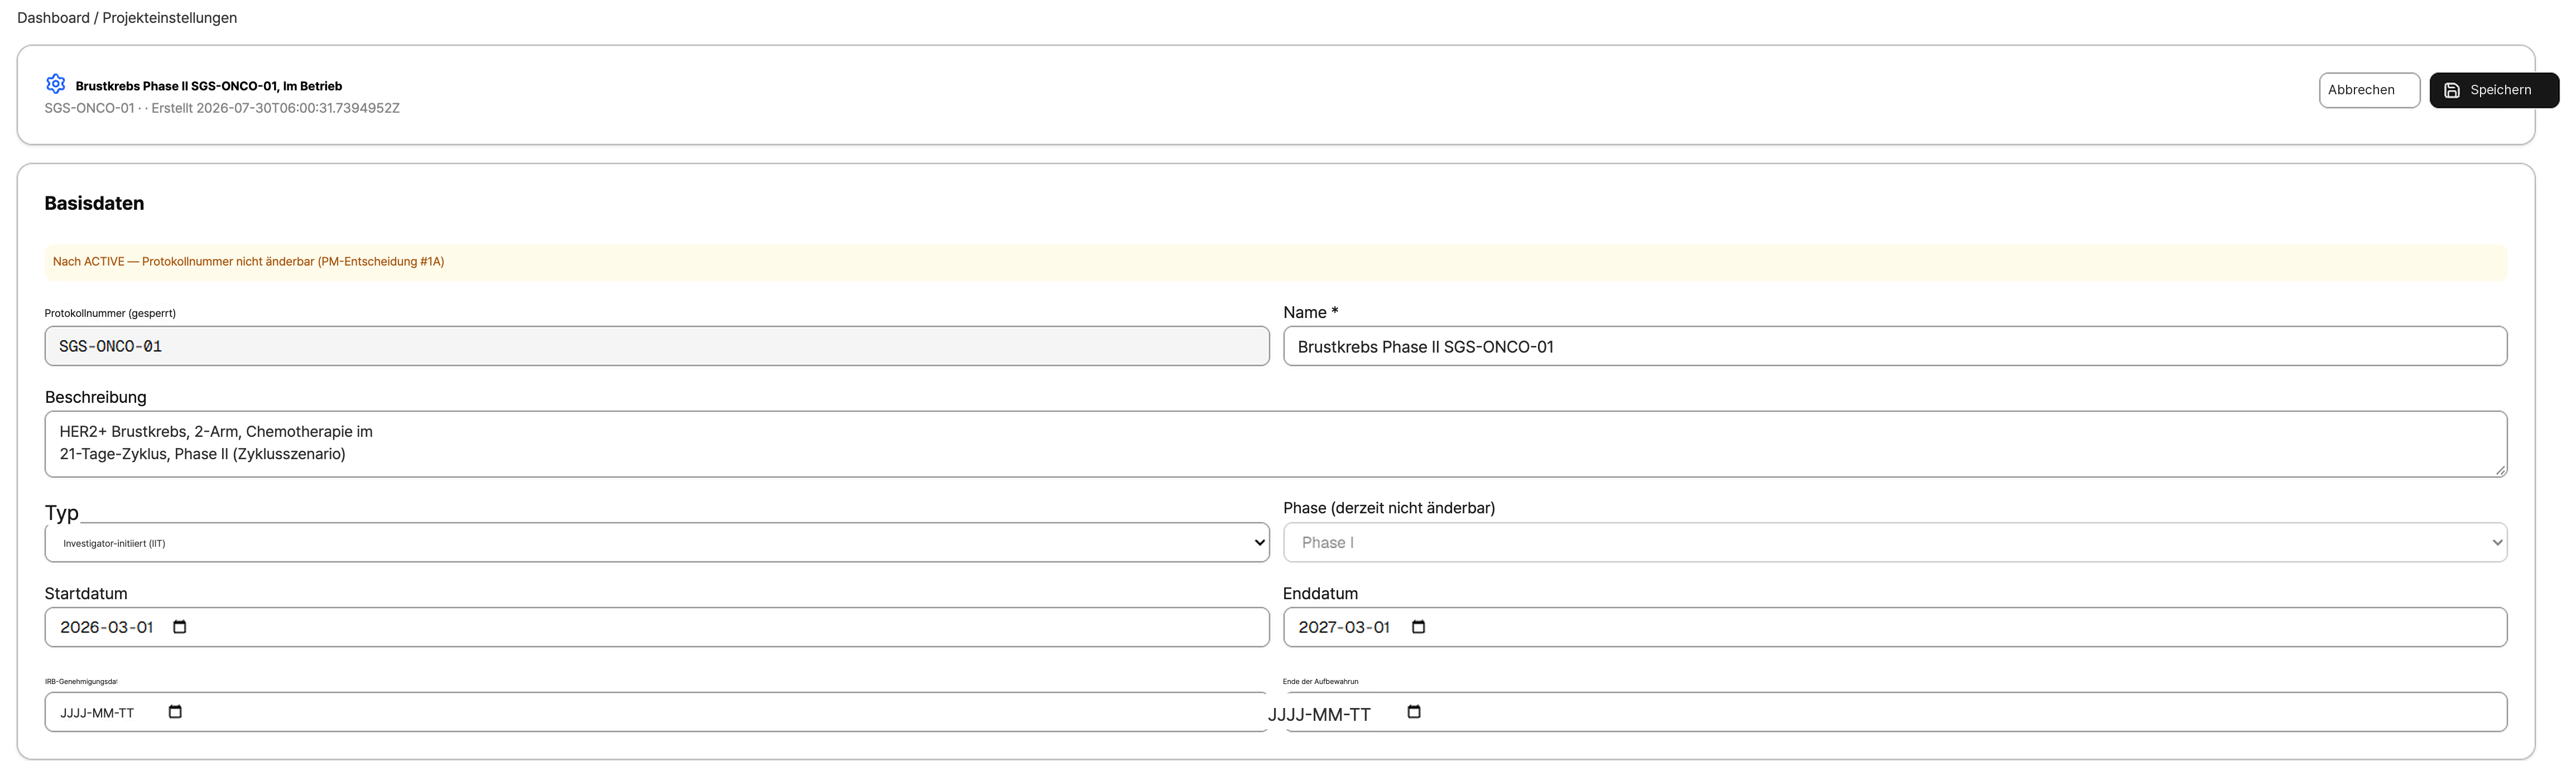 Dashboard / Projekteinstellungen
Brustkrebs Phase II SGS-ONCO-01, Im Betrieb
SGS-ONCO-01 · · Erstellt 2026-07-30T06:00:31.7394952Z
Abbrechen
Speichern
Basisdaten
Nach ACTIVE — Protokollnummer nicht änderbar (PM-Entscheidung #1A)
Protokollnummer (gesperrt)
SGS-ONCO-01
Name *
Brustkrebs Phase II SGS-ONCO-01
Beschreibung
HER2+ Brustkrebs, 2-Arm, Chemotherapie im
21-Tage-Zyklus, Phase II (Zyklusszenario)
Typ
Investigator-initiiert (IIT)
Phase (derzeit nicht änderbar)
Phase I
Startdatum
2026-03-01
Enddatum
2027-03-01
IRB-Genehmigungsda
JJJJ-MM-TT
Ende der Aufbewahrun
JJJJ-MM-TT